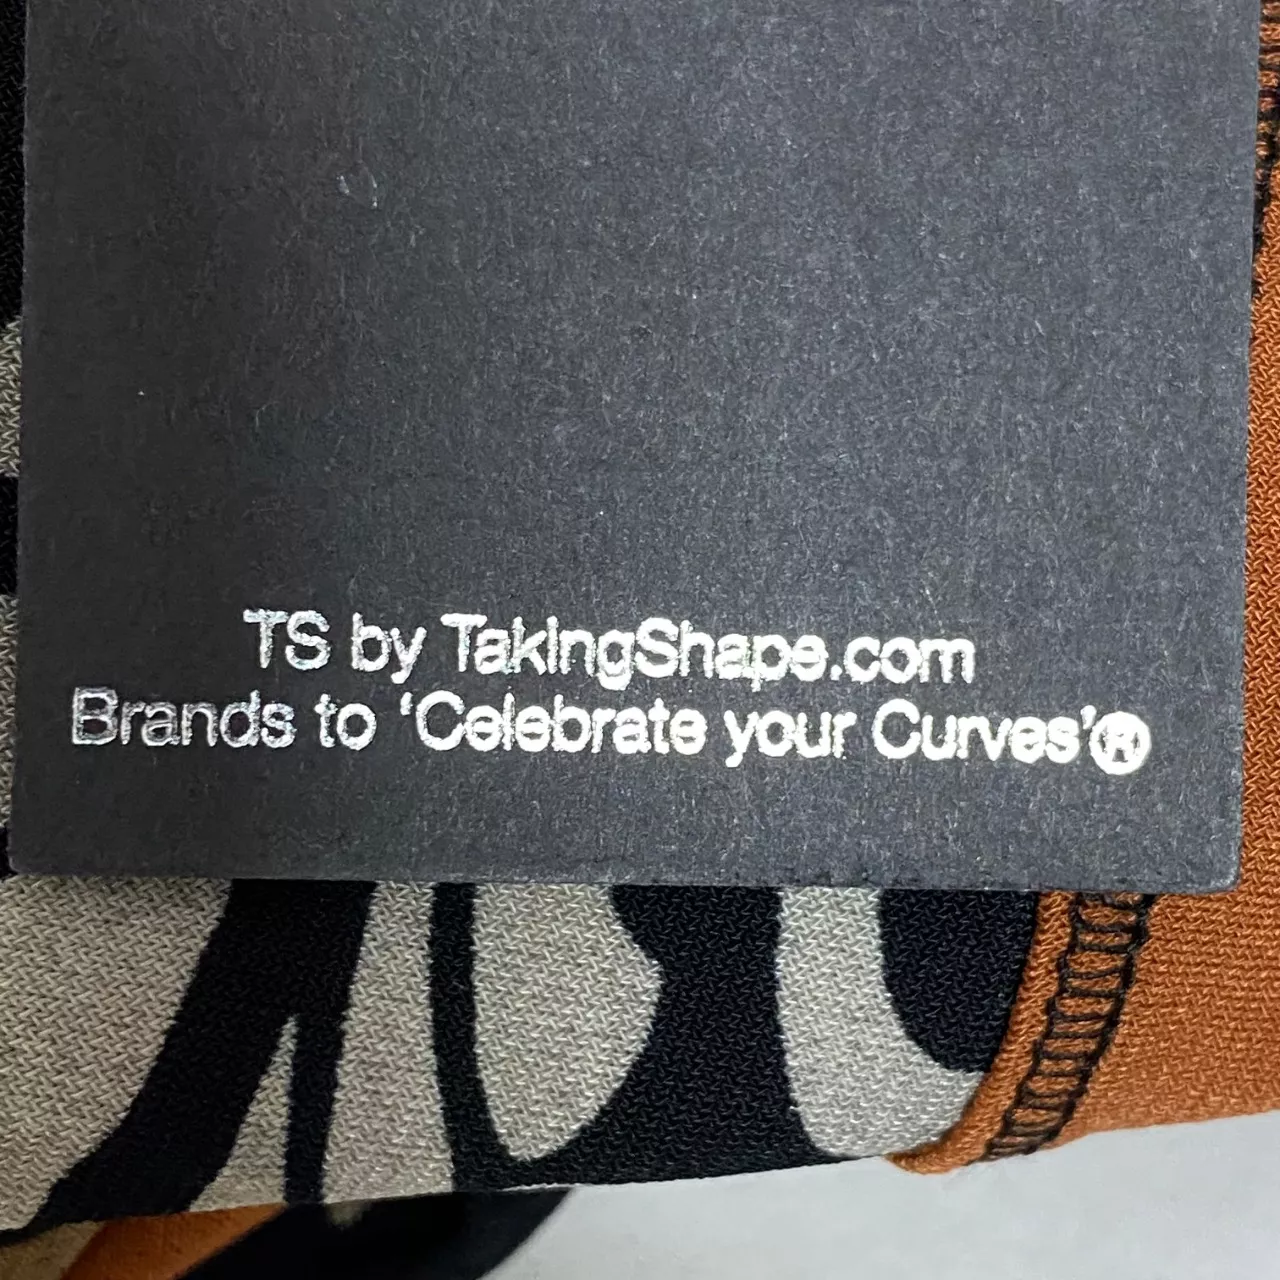 TS by TakingShape.com
Brands to ‘Celebrate your Curves’®